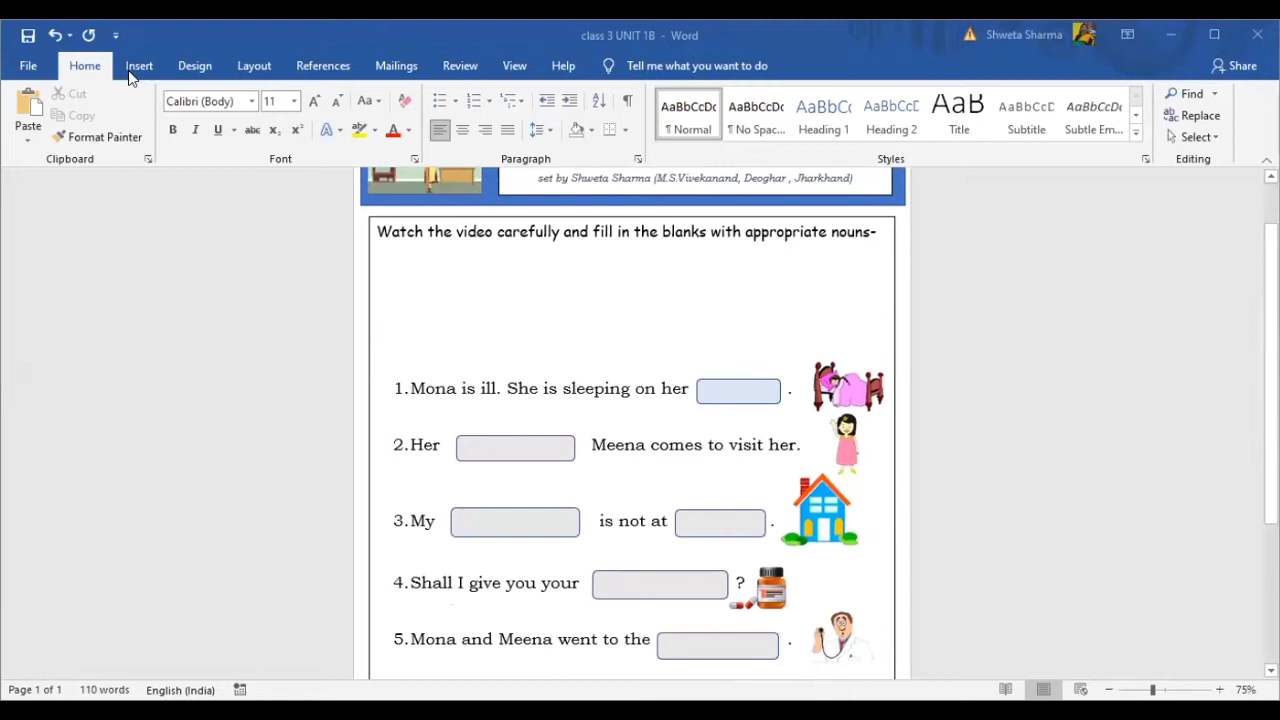 class 3 UNIT 1B - Word
Shweta Sharma
File Home Insert Design Layout References Mailings Review View Help Tell me what you want to do Share
Paste
Cut
Copy
Format Painter
Clipboard
Calibri (Body) 11
Font
Paragraph
AaBbCcDc AaBbCcDc AaBbCc AaBbCcD AaB AaBbCcD AaBbCcD
¶ Normal ¶ No Spac... Heading 1 Heading 2 Title Subtitle Subtle Em...
Styles
Find
Replace
Select
Editing
set by Shweta Sharma (M.S.Vivekanand, Deoghar , Jharkhand)
Watch the video carefully and fill in the blanks with appropriate nouns-
1.Mona is ill. She is sleeping on her .
2.Her Meena comes to visit her.
3.My is not at .
4.Shall I give you your ?
5.Mona and Meena went to the .
Page 1 of 1 110 words English (India) 75%